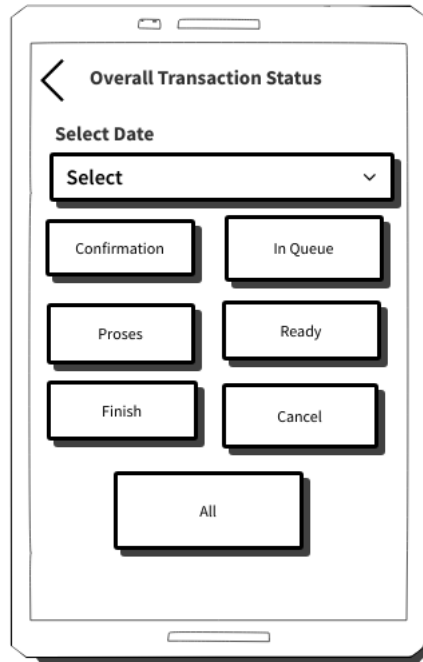 Overall Transaction Status
Select Date
Select
Confirmation
In Queue
Proses
Ready
Finish
Cancel
All